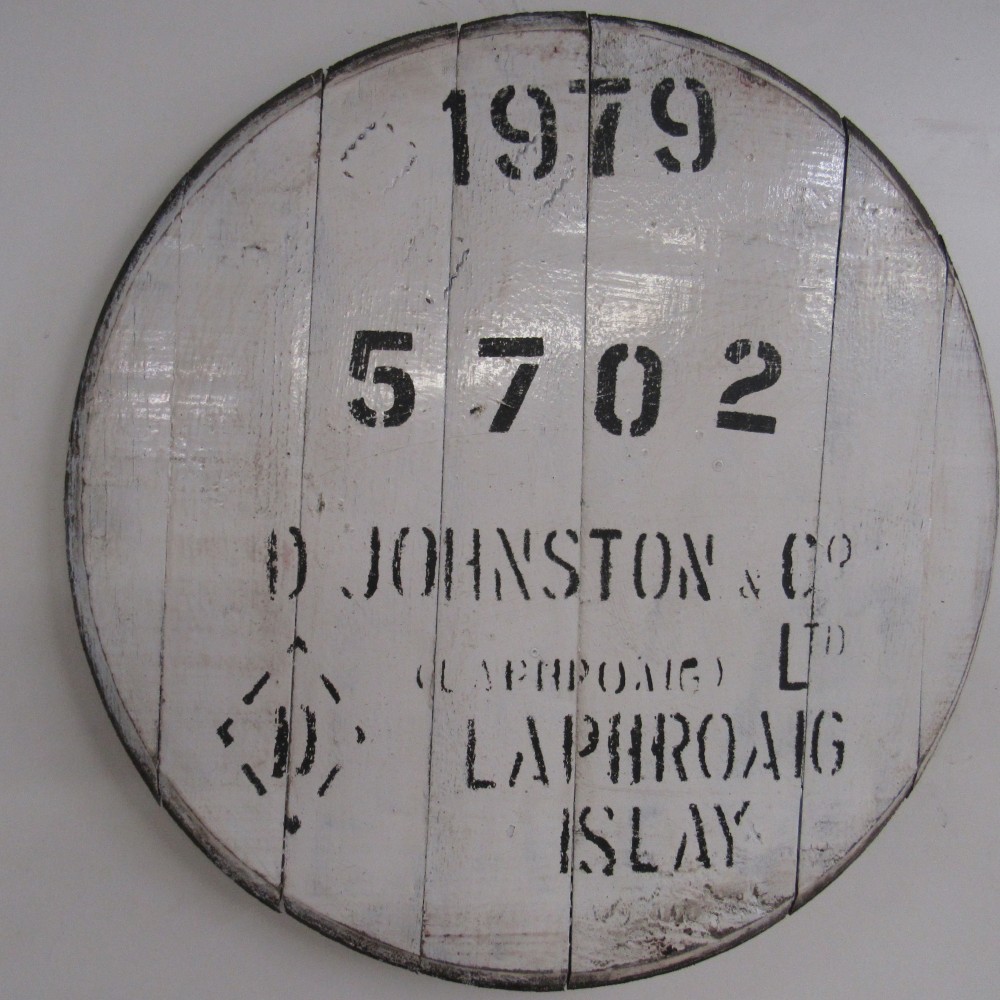 1979
5702
D JOHNSTON & Co
(LAPHROAIG) LTD
D LAPHROAIG
ISLAY